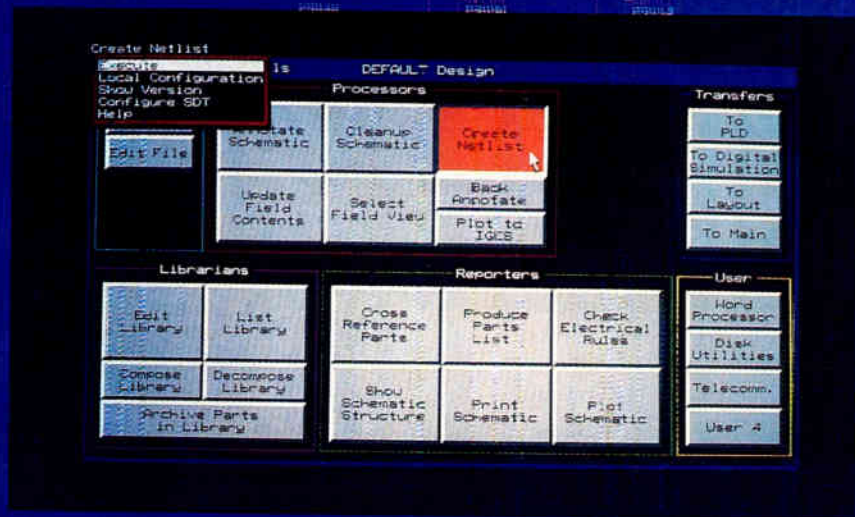 Create Netlist
Execute
Local Configuration
Show Version
Configure SDT
Help
ls DEFAULT Design
Processors
Transfers
Edit File
Schematic
Cleanup
Schematic
Create
Netlist
Update
Field
Contents
Select
Field View
Back
Annotate
Plot to
IGES
To
PLD
To Digital
Simulation
To
Layout
To Main
Librarians
Edit
Library
List
Library
Compose
Library
Decompose
Library
Archive Parts
in Library
Reporters
Cross
Reference
Parts
Produce
Parts
List
Check
Electrical
Rules
Show
Schematic
Structure
Print
Schematic
Plot
Schematic
User
Word
Processor
Disk
Utilities
Telecomm.
User 4